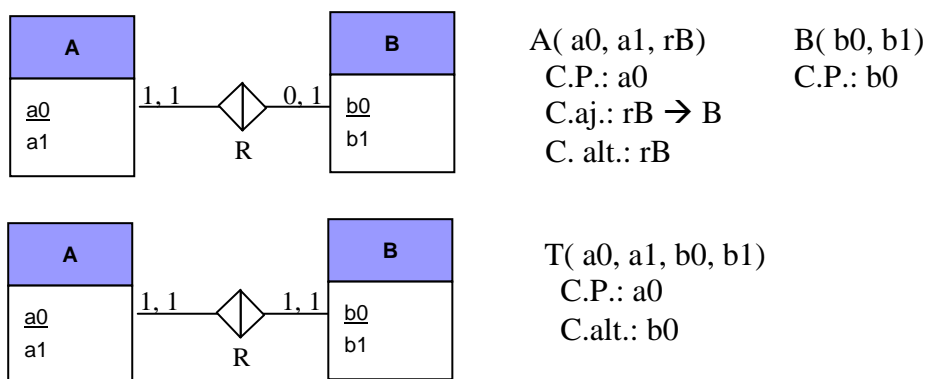 A
a0
a1
1, 1
R
0, 1
B
b0
b1
A( a0, a1, rB)
C.P.: a0
C.aj.: rB → B
C. alt.: rB
B( b0, b1)
C.P.: b0
A
a0
a1
1, 1
R
1, 1
B
b0
b1
T( a0, a1, b0, b1)
C.P.: a0
C.alt.: b0